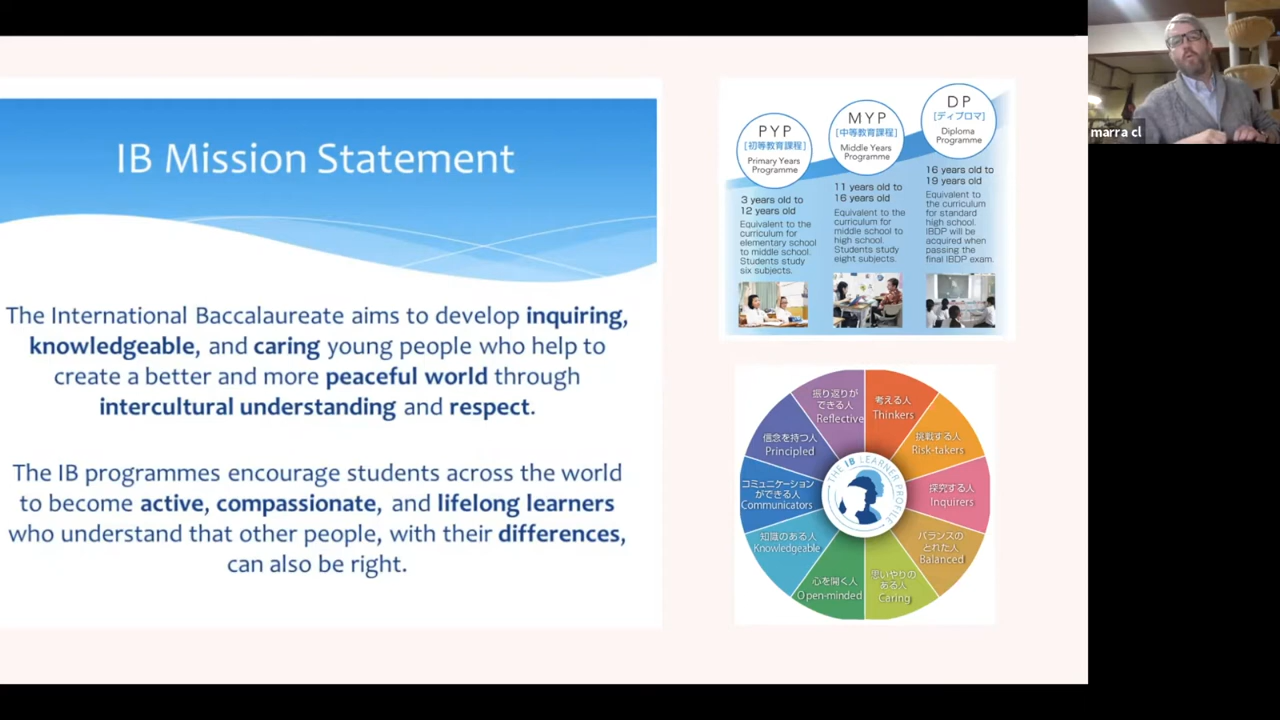 IB Mission Statement
The International Baccalaureate aims to develop inquiring,
knowledgeable, and caring young people who help to
create a better and more peaceful world through
intercultural understanding and respect.
The IB programmes encourage students across the world
to become active, compassionate, and lifelong learners
who understand that other people, with their differences,
can also be right.
PYP
[初等教育課程]
Primary Years
Programme
3 years old to
12 years old
Equivalent to the
curriculum for
elementary school
to middle school.
Students study
six subjects.
MYP
[中等教育課程]
Middle Years
Programme
11 years old to
16 years old
Equivalent to the
curriculum for
middle school to
high school.
Students study
eight subjects.
DP
[ディプロマ]
Diploma
Programme
16 years old to
19 years old
Equivalent to
the curriculum
for standard
high school.
IBDP will be
acquired when
passing the
final IBDP exam.
考える人
Thinkers
挑戦する人
Risk-takers
探究する人
Inquirers
バランスの
とれた人
Balanced
思いやりの
ある人
Caring
心を開く人
Open-minded
知識のある人
Knowledgeable
コミュニケーション
ができる人
Communicators
信念を持つ人
Principled
振り返りが
できる人
Reflective
THE IB LEARNER PROFILE
marra cl